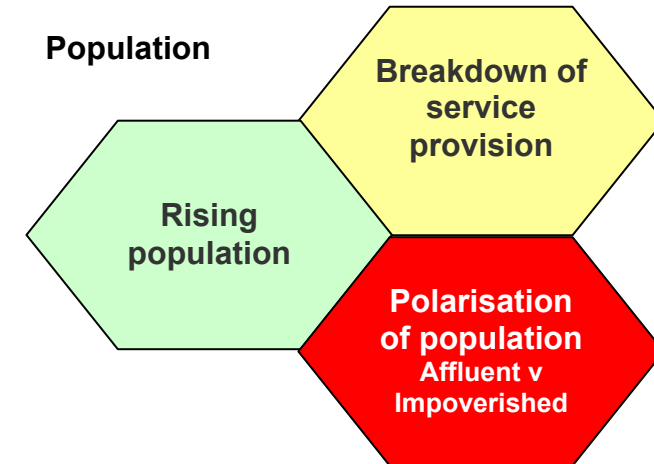 Population
Breakdown of
service
provision
Rising
population
Polarisation
of population
Affluent v
Impoverished